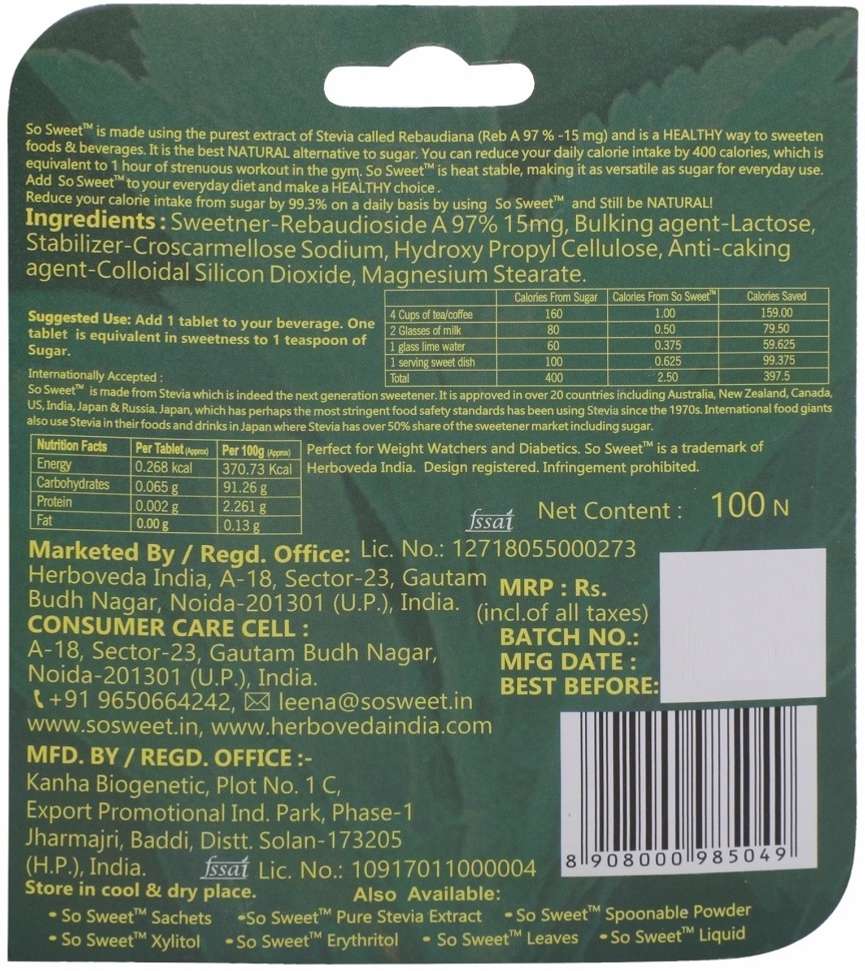 So Sweet™ is made using the purest extract of Stevia called Rebaudiana (Reb A 97 % -15 mg) and is a HEALTHY way to sweeten
foods & beverages. It is the best NATURAL alternative to sugar. You can reduce your daily calorie intake by 400 calories, which is
equivalent to 1 hour of strenuous workout in the gym. So Sweet™ is heat stable, making it as versatile as sugar for everyday use.
Add So Sweet™ to your everyday diet and make a HEALTHY choice.
Reduce your calorie intake from sugar by 99.3% on a daily basis by using So Sweet™ and Still be NATURAL!
Ingredients : Sweetner-Rebaudioside A 97% 15mg, Bulking agent-Lactose,
Stabilizer-Croscarmellose Sodium, Hydroxy Propyl Cellulose, Anti-caking
agent-Colloidal Silicon Dioxide, Magnesium Stearate.
Suggested Use: Add 1 tablet to your beverage. One
tablet is equivalent in sweetness to 1 teaspoon of
Sugar.
Calories From Sugar Calories From So Sweet™ Calories Saved
4 Cups of tea/coffee 160 1.00 159.00
2 Glasses of milk 80 0.50 79.50
1 glass lime water 60 0.375 59.625
1 serving sweet dish 100 0.625 99.375
Total 400 2.50 397.5
Internationally Accepted :
So Sweet™ is made from Stevia which is indeed the next generation sweetener. It is approved in over 20 countries including Australia, New Zealand, Canada,
US, India, Japan & Russia. Japan, which has perhaps the most stringent food safety standards has been using Stevia since the 1970s. International food giants
also use Stevia in their foods and drinks in Japan where Stevia has over 50% share of the sweetener market including sugar.
Nutrition Facts Per Tablet (Approx) Per 100g (Approx)
Energy 0.268 kcal 370.73 Kcal
Carbohydrates 0.065 g 91.26 g
Protein 0.002 g 2.261 g
Fat 0.00 g 0.13 g
Perfect for Weight Watchers and Diabetics. So Sweet™ is a trademark of
Herboveda India. Design registered. Infringement prohibited.
Net Content : 100 N
Marketed By / Regd. Office: fssai Lic. No.: 12718055000273
Herboveda India, A-18, Sector-23, Gautam
Budh Nagar, Noida-201301 (U.P.), India.
CONSUMER CARE CELL :
A-18, Sector-23, Gautam Budh Nagar,
Noida-201301 (U.P.), India.
+91 9650664242, leena@sosweet.in
www.sosweet.in, www.herbovedaindia.com
MRP : Rs.
(incl.of all taxes)
BATCH NO.:
MFG DATE :
BEST BEFORE:
MFD. BY / REGD. OFFICE :-
Kanha Biogenetic, Plot No. 1 C,
Export Promotional Ind. Park, Phase-1
Jharmajri, Baddi, Distt. Solan-173205
(H.P.), India. fssai Lic. No.: 10917011000004
8 908000 985049
Store in cool & dry place.
Also Available:
• So Sweet™ Sachets • So Sweet™ Pure Stevia Extract • So Sweet™ Spoonable Powder
• So Sweet™ Xylitol • So Sweet™ Erythritol • So Sweet™ Leaves • So Sweet™ Liquid